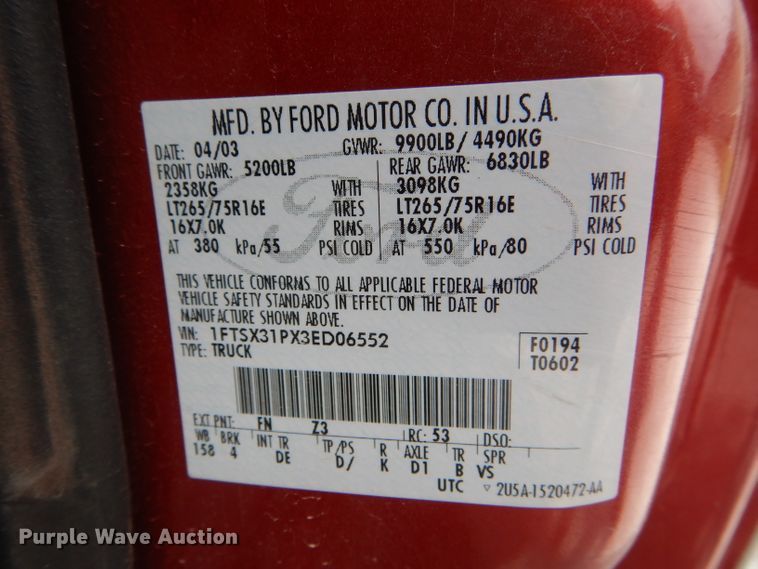 MFD. BY FORD MOTOR CO. IN U.S.A.
DATE: 04/03 GVWR: 9900LB/ 4490KG
FRONT GAWR: 5200LB REAR GAWR: 6830LB
2358KG WITH 3098KG WITH
LT265/75R16E TIRES LT265/75R16E TIRES
16X7.0K RIMS 16X7.0K RIMS
AT 380 kPa/55 PSI COLD AT 550 kPa/80 PSI COLD
Ford
THIS VEHICLE CONFORMS TO ALL APPLICABLE FEDERAL MOTOR
VEHICLE SAFETY STANDARDS IN EFFECT ON THE DATE OF
MANUFACTURE SHOWN ABOVE.
VIN: 1FTSX31PX3ED06552 F0194
TYPE: TRUCK T0602
EXT PNT: FN Z3 RC: 53 DSO:
WB BRK INT TR TP/PS R AXLE TR SPR
158 4 DE D/ K D1 B VS
UTC ▽ 2U5A-1520472-AA
Purple Wave Auction